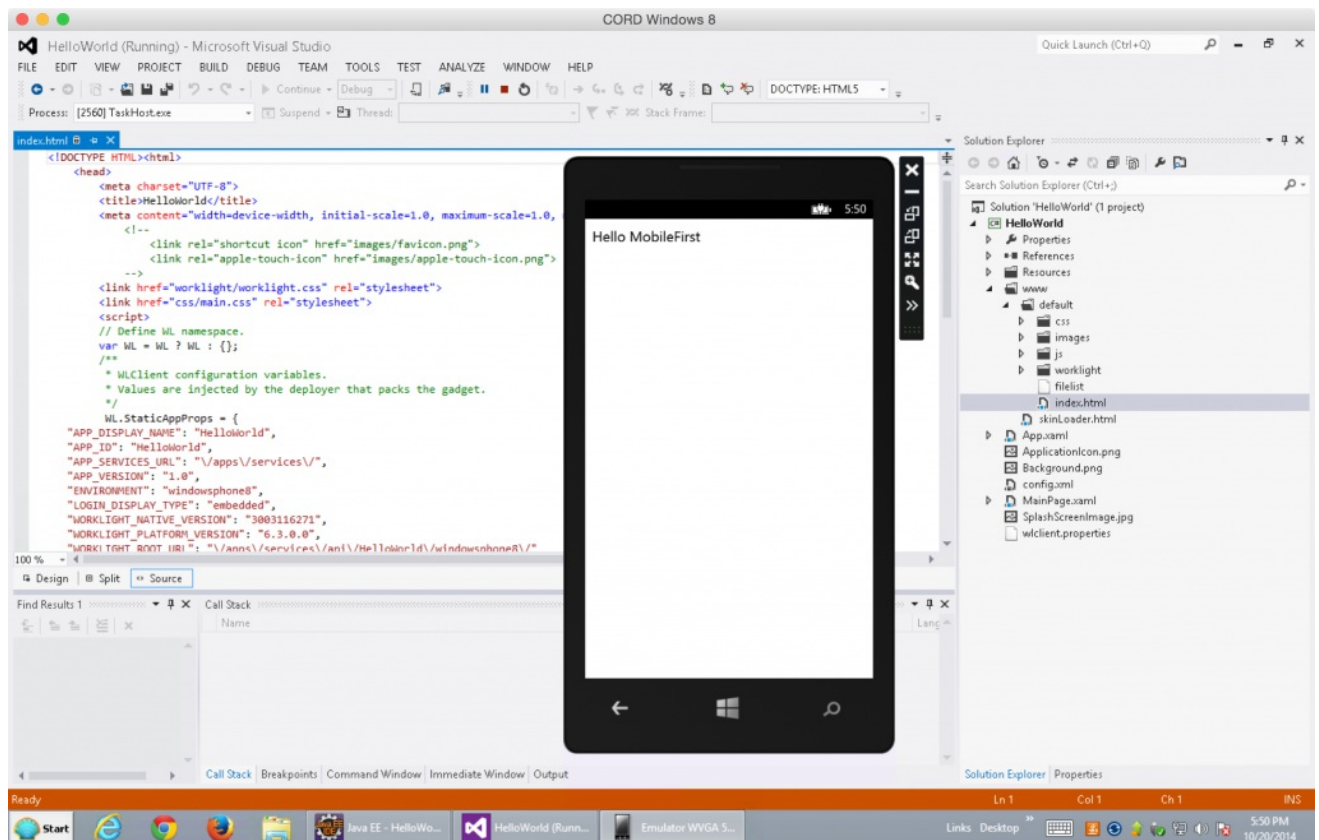 CORD Windows 8
HelloWorld (Running) - Microsoft Visual Studio
Quick Launch (Ctrl+Q)
FILE EDIT VIEW PROJECT BUILD DEBUG TEAM TOOLS TEST ANALYZE WINDOW HELP
Continue Debug DOCTYPE: HTML5
Process: [2560] TaskHost.exe Suspend Thread: Stack Frame:
index.html
<!DOCTYPE HTML><html>
<head>
<meta charset="UTF-8">
<title>HelloWorld</title>
<meta content="width=device-width, initial-scale=1.0, maximum-scale=1.0,
<!--
<link rel="shortcut icon" href="images/favicon.png">
<link rel="apple-touch-icon" href="images/apple-touch-icon.png">
-->
<link href="worklight/worklight.css" rel="stylesheet">
<link href="css/main.css" rel="stylesheet">
<script>
// Define WL namespace.
var WL = WL ? WL : {};
/**
* WLClient configuration variables.
* Values are injected by the deployer that packs the gadget.
*/
WL.StaticAppProps = {
"APP_DISPLAY_NAME": "HelloWorld",
"APP_ID": "HelloWorld",
"APP_SERVICES_URL": "\/apps\/services\/",
"APP_VERSION": "1.0",
"ENVIRONMENT": "windowsphone8",
"LOGIN_DISPLAY_TYPE": "embedded",
"WORKLIGHT_NATIVE_VERSION": "3003116271",
"WORKLIGHT_PLATFORM_VERSION": "6.3.0.0",
"WORKLIGHT_ROOT_URL": "\/apps\/services\/api\/HelloWorld\/windowsphone8\/"
100 %
Design Split Source
Find Results 1
Call Stack
Name
Lang
Call Stack Breakpoints Command Window Immediate Window Output
5:50
Hello MobileFirst
Solution Explorer
Search Solution Explorer (Ctrl+;)
Solution 'HelloWorld' (1 project)
HelloWorld
Properties
References
Resources
www
default
css
images
js
worklight
filelist
index.html
skinLoader.html
App.xaml
ApplicationIcon.png
Background.png
config.xml
MainPage.xaml
SplashScreenImage.jpg
wlclient.properties
Solution Explorer Properties
Ready Ln 1 Col 1 Ch 1 INS
Start Java EE - HelloWo... HelloWorld (Runn... Emulator WVGA 5... Links Desktop 5:50 PM
10/20/2014